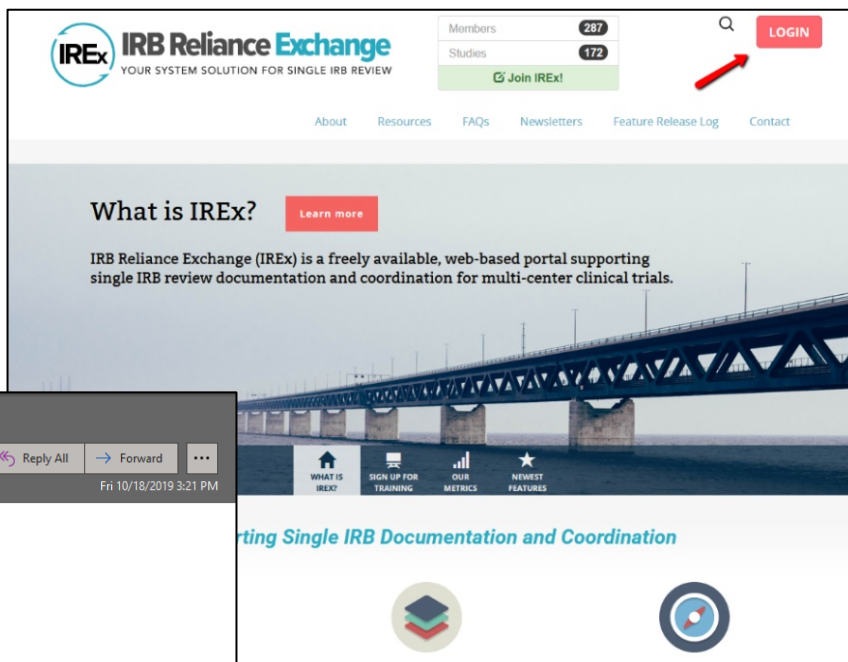 IREx
IRB Reliance Exchange
YOUR SYSTEM SOLUTION FOR SINGLE IRB REVIEW
Members 287
Studies 172
Join IREx!
LOGIN
About Resources FAQs Newsletters Feature Release Log Contact
What is IREx? Learn more
IRB Reliance Exchange (IREx) is a freely available, web-based portal supporting
single IRB review documentation and coordination for multi-center clinical trials.
Reply All Forward ...
Fri 10/18/2019 3:21 PM
WHAT IS
IREX?
SIGN UP FOR
TRAINING
OUR
METRICS
NEWEST
FEATURES
rting Single IRB Documentation and Coordination